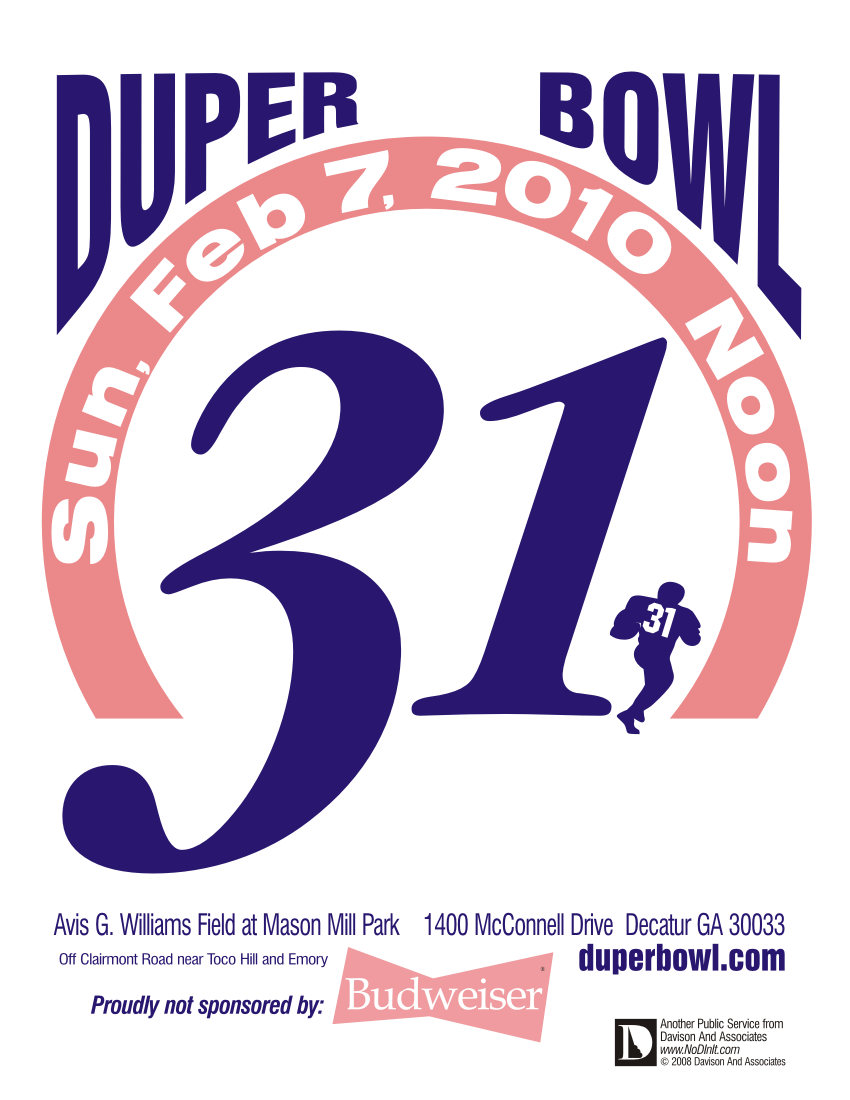 DUPER BOWL
Sun, Feb 7, 2010 Noon
31
31
Avis G. Williams Field at Mason Mill Park 1400 McConnell Drive Decatur GA 30033
Off Clairmont Road near Toco Hill and Emory
duperbowl.com
Proudly not sponsored by:
Budweiser®
D
Another Public Service from
Davison And Associates
www.NoDInIt.com
© 2008 Davison And Associates